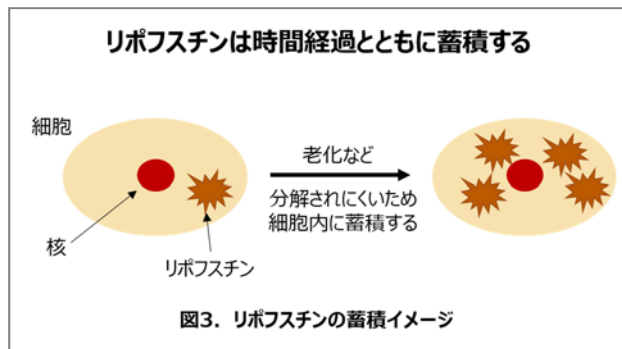 リポフスチンは時間経過とともに蓄積する
細胞
老化など
分解されにくいため
細胞内に蓄積する
核
リポフスチン
図3．リポフスチンの蓄積イメージ